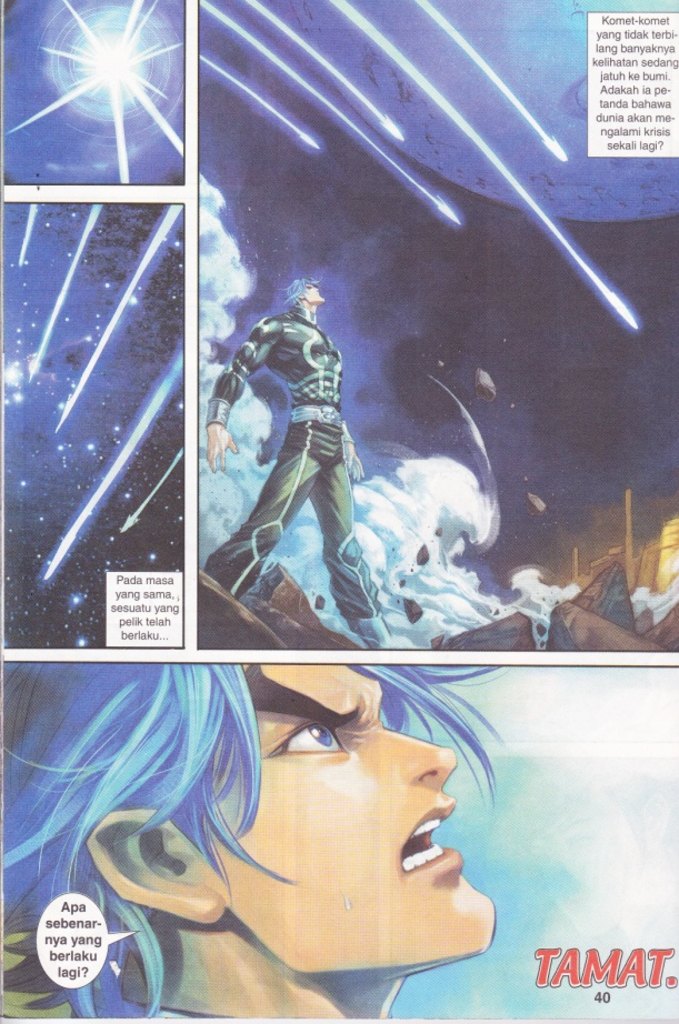 Pada masa
yang sama,
sesuatu yang
pelik telah
berlaku...
Komet-komet
yang tidak terbi-
lang banyaknya
kelihatan sedang
jatuh ke bumi.
Adakah ia pe-
tanda bahawa
dunia akan me-
ngalami krisis
sekali lagi?
Apa
sebenar-
nya yang
berlaku
lagi?
TAMAT.
40